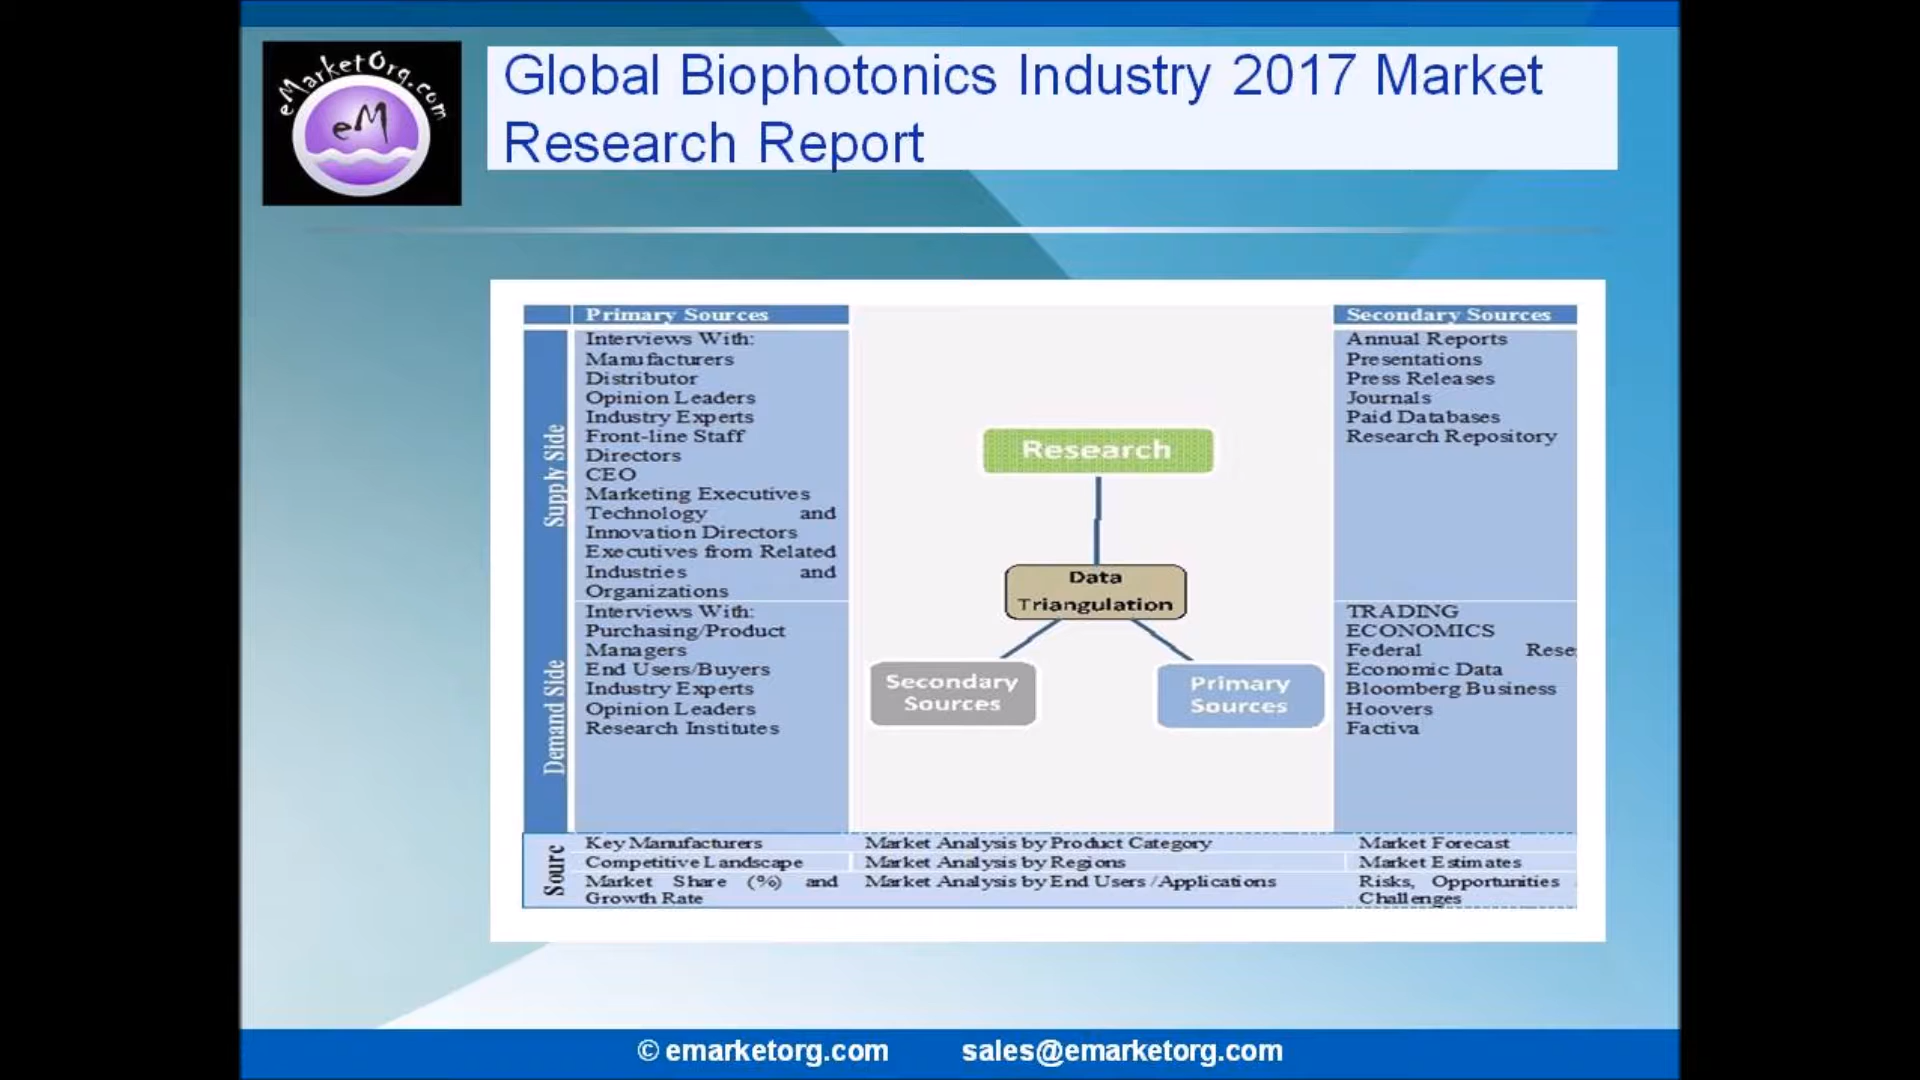 eMarketOrg.com
eM
Global Biophotonics Industry 2017 Market
Research Report
Primary Sources
Supply Side
Interviews With:
Manufacturers
Distributor
Opinion Leaders
Industry Experts
Front-line Staff
Directors
CEO
Marketing Executives
Technology and
Innovation Directors
Executives from Related
Industries and
Organizations
Demand Side
Interviews With:
Purchasing/Product
Managers
End Users/Buyers
Industry Experts
Opinion Leaders
Research Institutes
Research
Data
Triangulation
Secondary
Sources
Primary
Sources
Secondary Sources
Annual Reports
Presentations
Press Releases
Journals
Paid Databases
Research Repository
TRADING
ECONOMICS
Federal Rese
Economic Data
Bloomberg Business
Hoovers
Factiva
Sourc
Key Manufacturers
Competitive Landscape
Market Share (%) and
Growth Rate
Market Analysis by Product Category
Market Analysis by Regions
Market Analysis by End Users /Applications
Market Forecast
Market Estimates
Risks, Opportunities
Challenges
© emarketorg.com sales@emarketorg.com